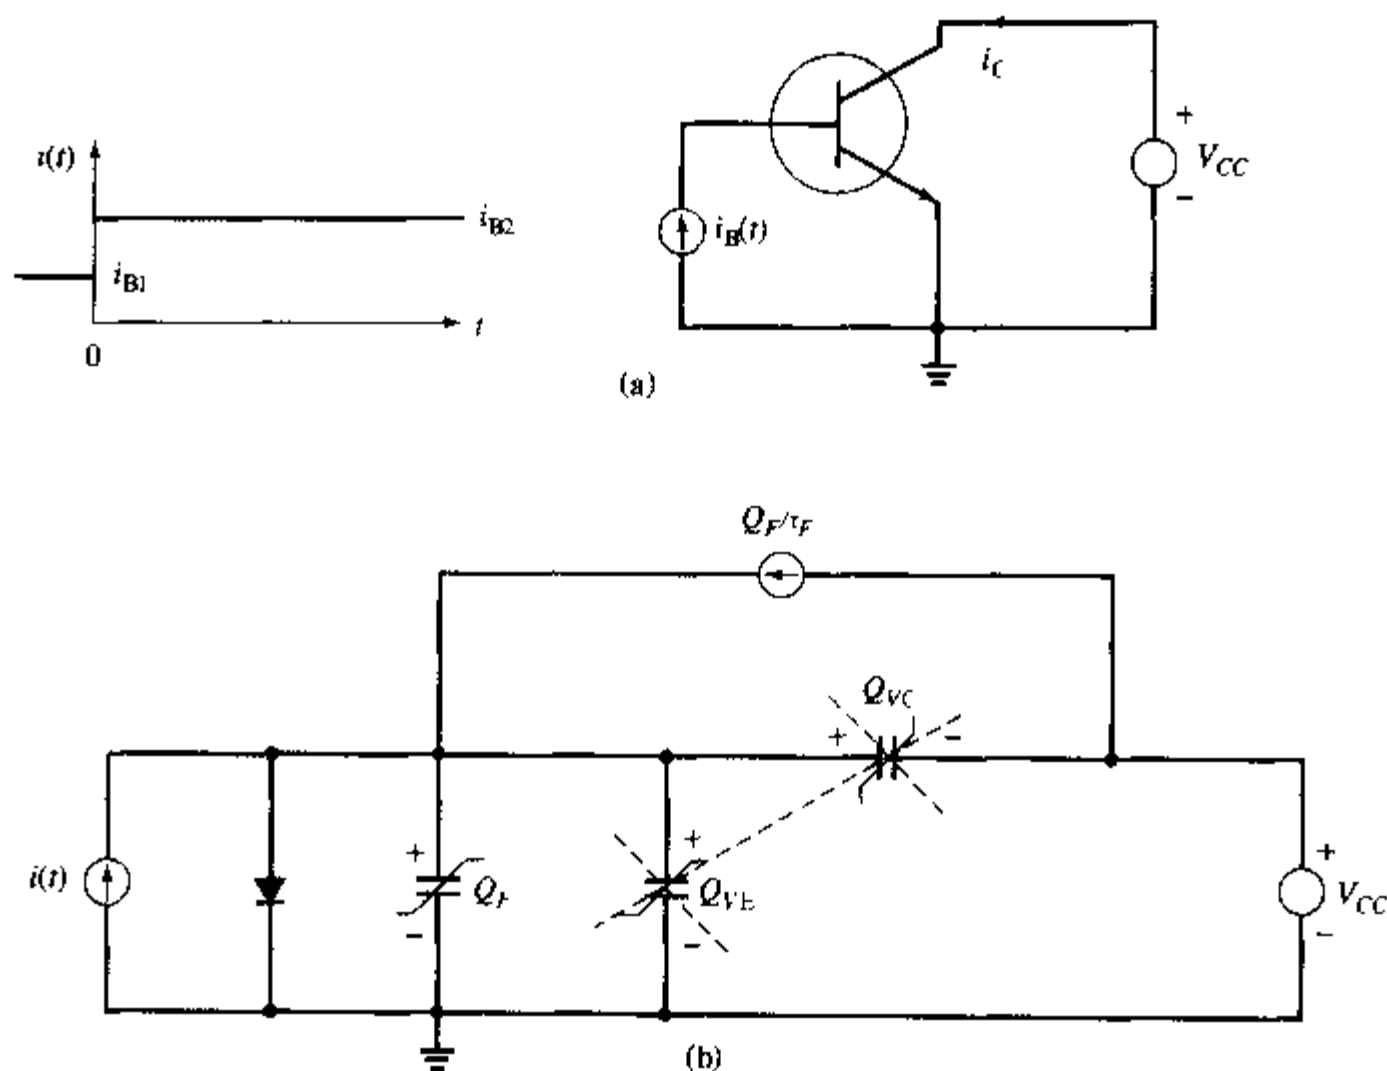 i(t)
i_B2
i_B1
0
t
i_C
+
V_CC
−
i_B(t)
(a)
Q_F/τ_F
Q_VC
+ −
i(t)
+
Q_F
−
+
Q_VE
−
+
V_CC
−
(b)